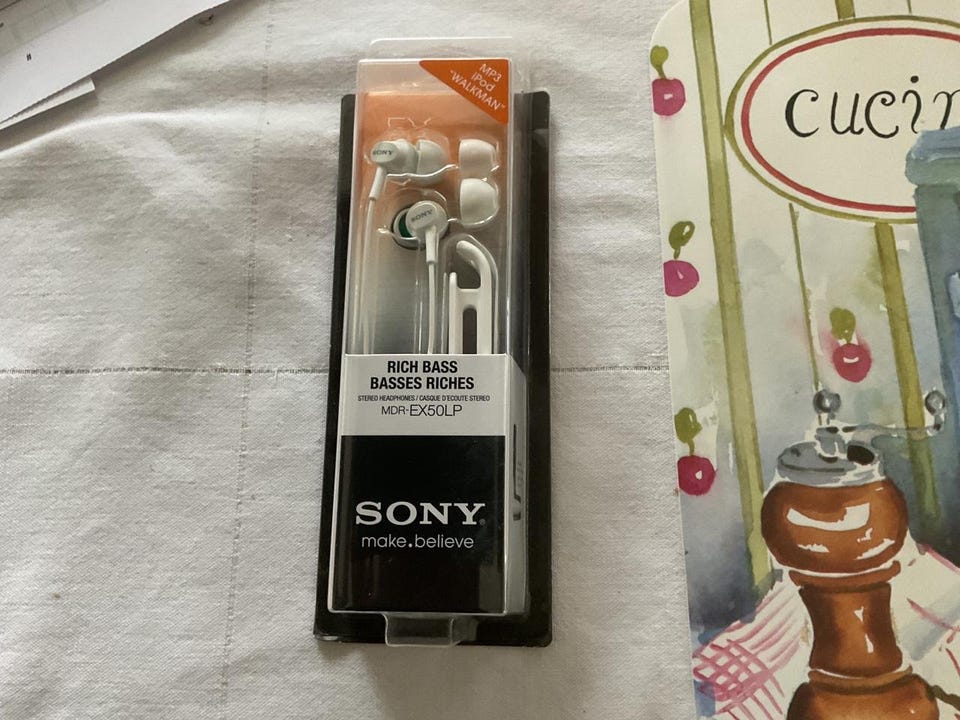 MP3
iPod
"WALKMAN"
EX
SONY
SONY
RICH BASS
BASSES RICHES
STEREO HEADPHONES / CASQUE D'ECOUTE STEREO
MDR-EX50LP
SONY®
make.believe
cucin